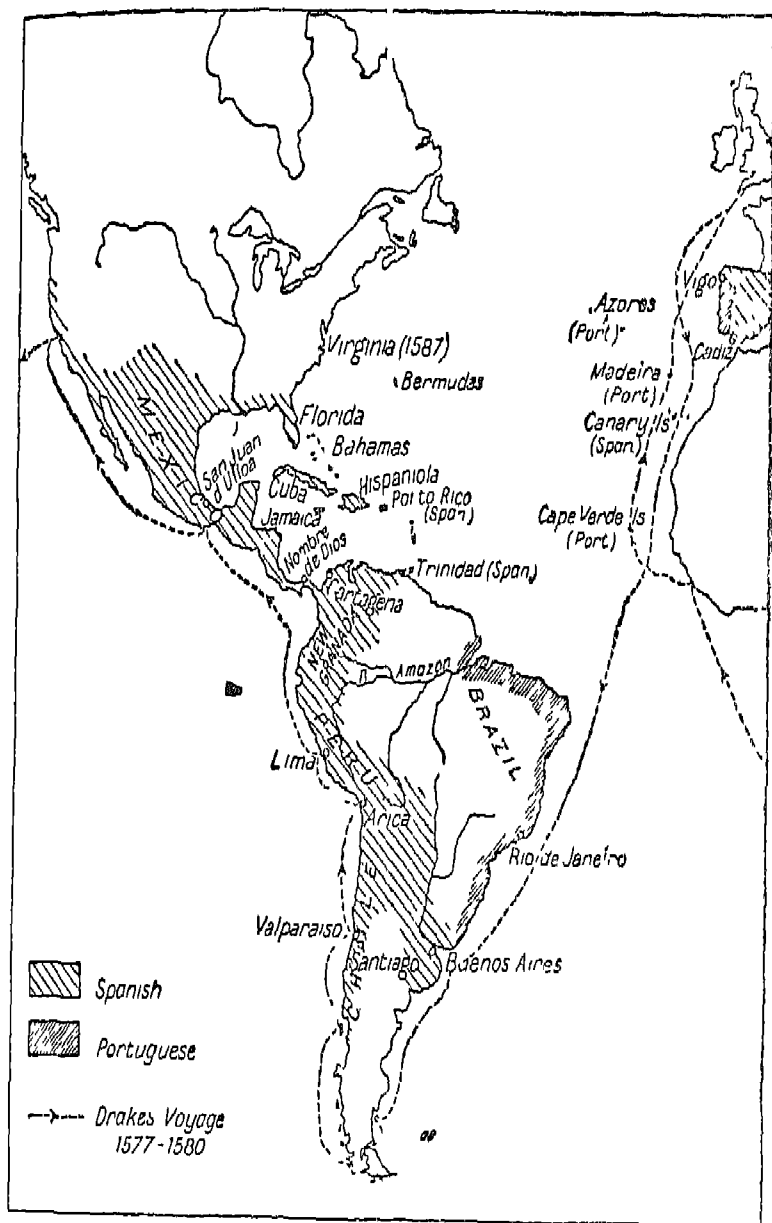 Vigo
Azores
(Port)
Cadiz
Virginia (1587)
Bermudas
Madeira
(Port)
Canary Is
(Span)
Florida
Bahamas
MEXICO
San Juan
d'Ulloa
Cuba
Hispaniola
Porto Rico
(Span)
Jamaica
Cape Verde Is
(Port)
Nombre
de Dios
Trinidad (Span)
Cartagena
NEW
GRANADA
R Amazon
BRAZIL
PERU
Lima
Arica
Rio de Janeiro
CHILE
Valparaiso
Santiago
Buenos Aires
Spanish
Portuguese
Drakes Voyage
1577-1580